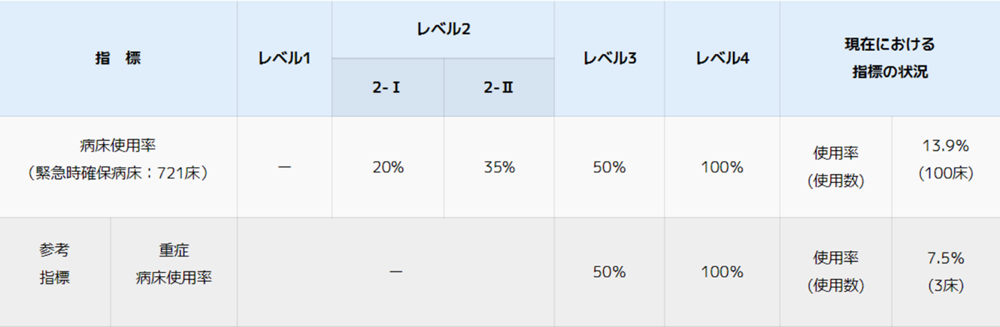 指 標
レベル1
レベル2
2-Ⅰ
2-Ⅱ
レベル3
レベル4
現在における
指標の状況
病床使用率
(緊急時確保病床:721床)
—
20%
35%
50%
100%
使用率
(使用数)
13.9%
(100床)
参考
指標
重症
病床使用率
—
50%
100%
使用率
(使用数)
7.5%
(3床)